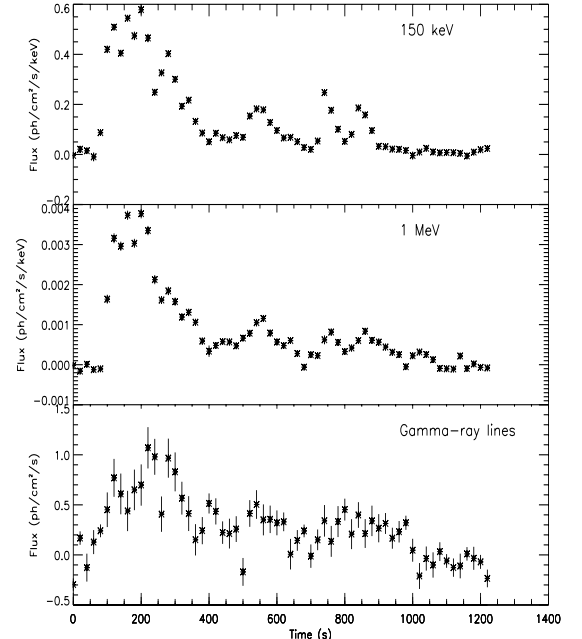 0.6
150 keV
0.4
0.2
0.0
-0.2
Flux (ph/cm²/s/keV)
0.004
1 MeV
0.003
0.002
0.001
0.000
-0.001
Flux (ph/cm²/s/keV)
1.5
Gamma-ray lines
1.0
0.5
0.0
-0.5
Flux (ph/cm²/s)
0 200 400 600 800 1000 1200 1400
Time (s)